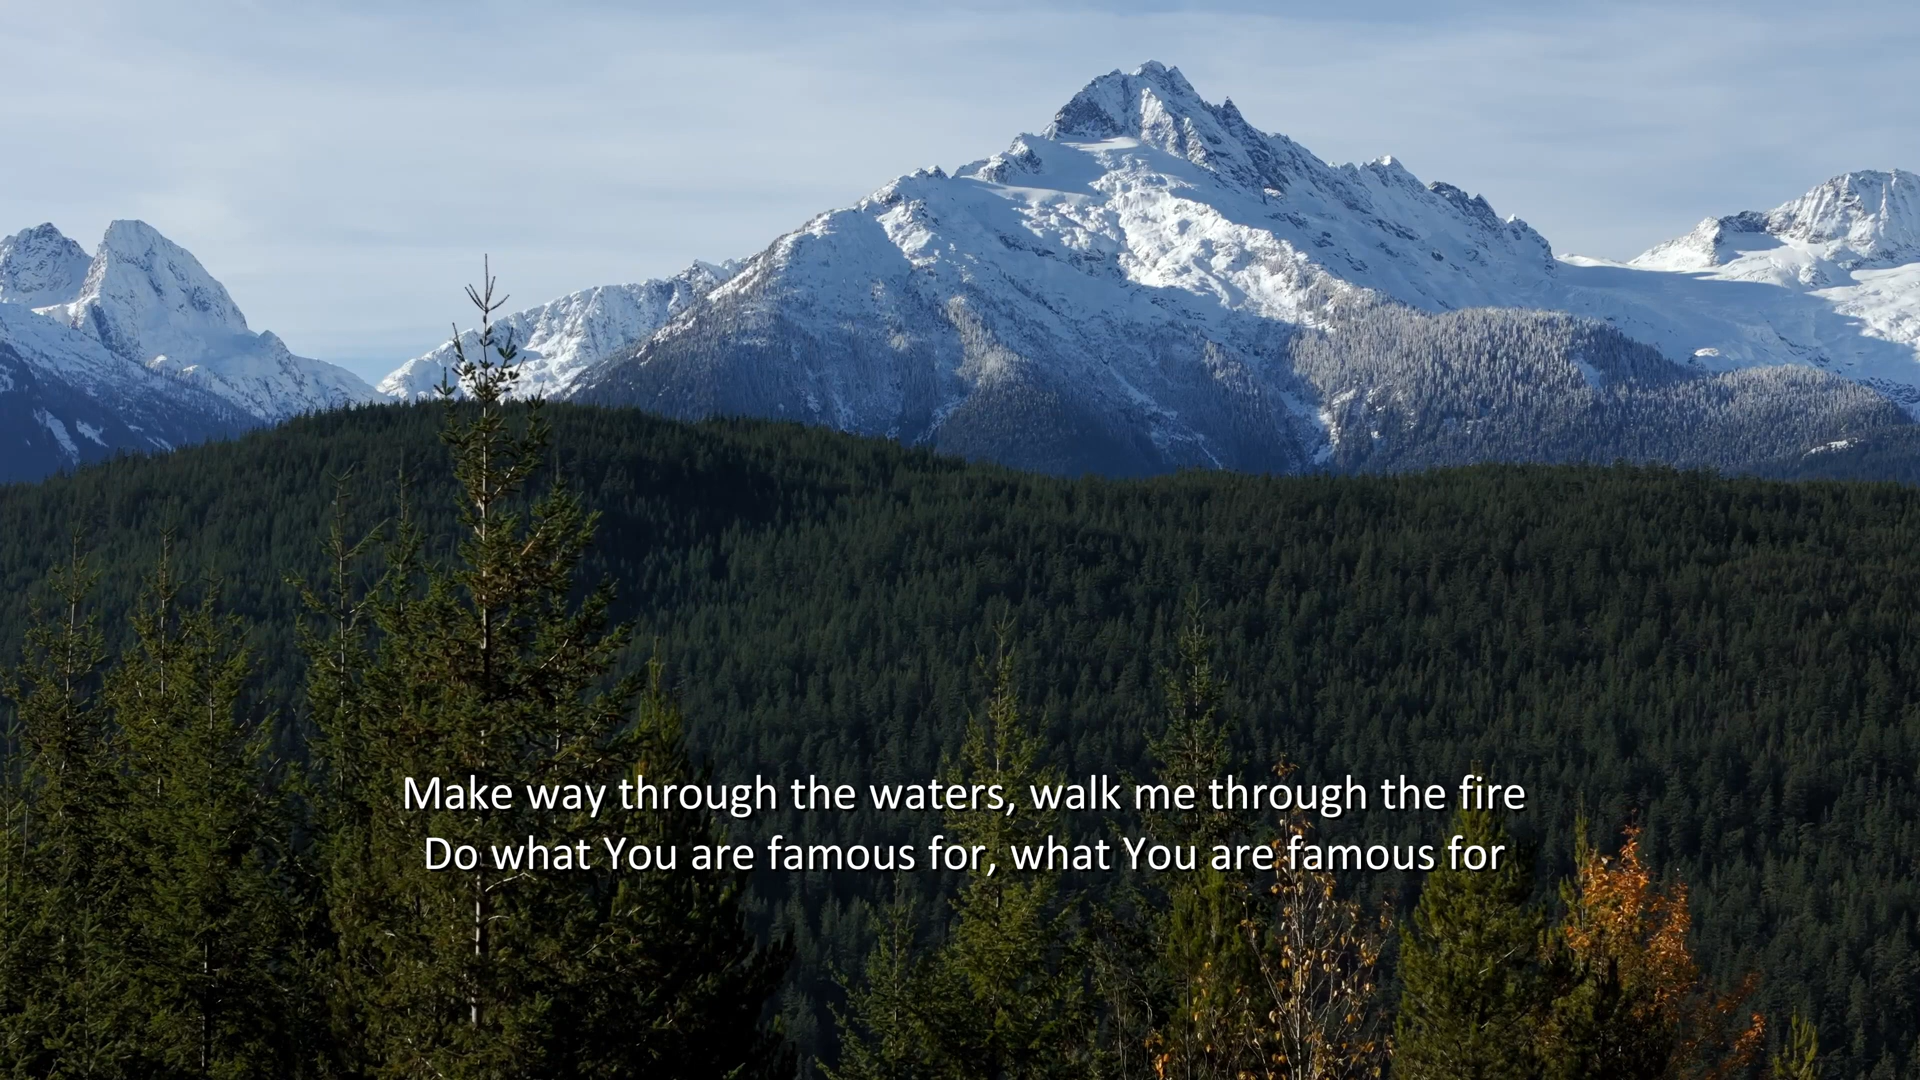 Make way through the waters, walk me through the fire
Do what You are famous for, what You are famous for